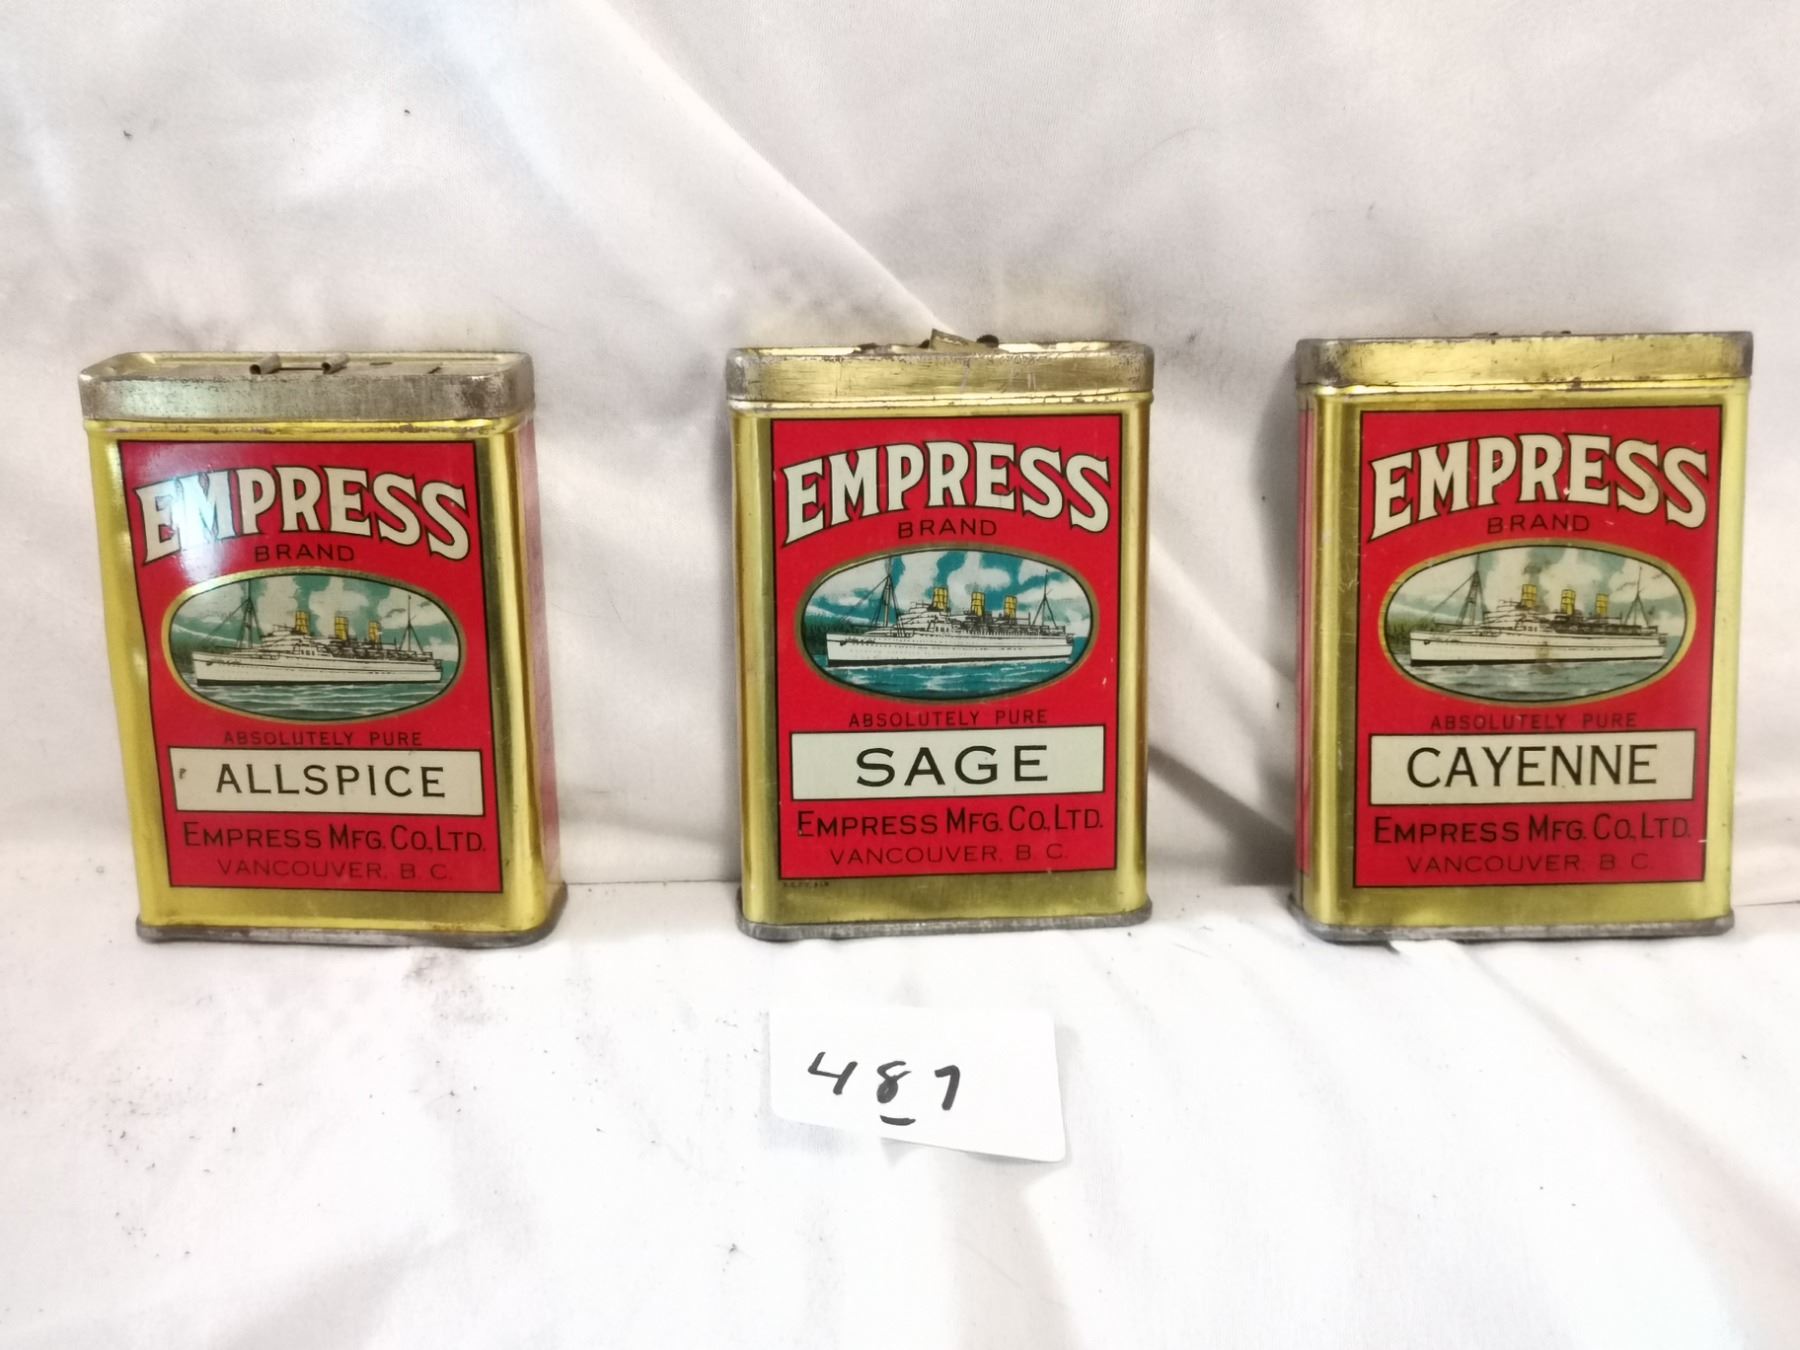 EMPRESS
BRAND
ABSOLUTELY PURE
ALLSPICE
EMPRESS MFG. CO., LTD.
VANCOUVER, B. C.
EMPRESS
BRAND
ABSOLUTELY PURE
SAGE
EMPRESS MFG. CO., LTD.
VANCOUVER, B. C.
EMPRESS
BRAND
ABSOLUTELY PURE
CAYENNE
EMPRESS MFG. CO., LTD.
VANCOUVER, B. C.
487